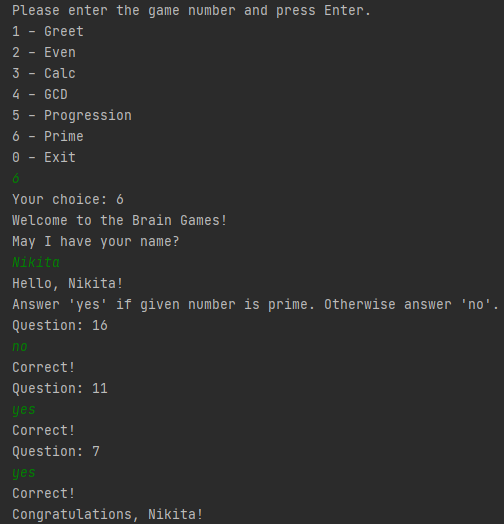 Please enter the game number and press Enter.
1 - Greet
2 - Even
3 - Calc
4 - GCD
5 - Progression
6 - Prime
0 - Exit
6
Your choice: 6
Welcome to the Brain Games!
May I have your name?
Nikita
Hello, Nikita!
Answer 'yes' if given number is prime. Otherwise answer 'no'.
Question: 16
no
Correct!
Question: 11
yes
Correct!
Question: 7
yes
Correct!
Congratulations, Nikita!